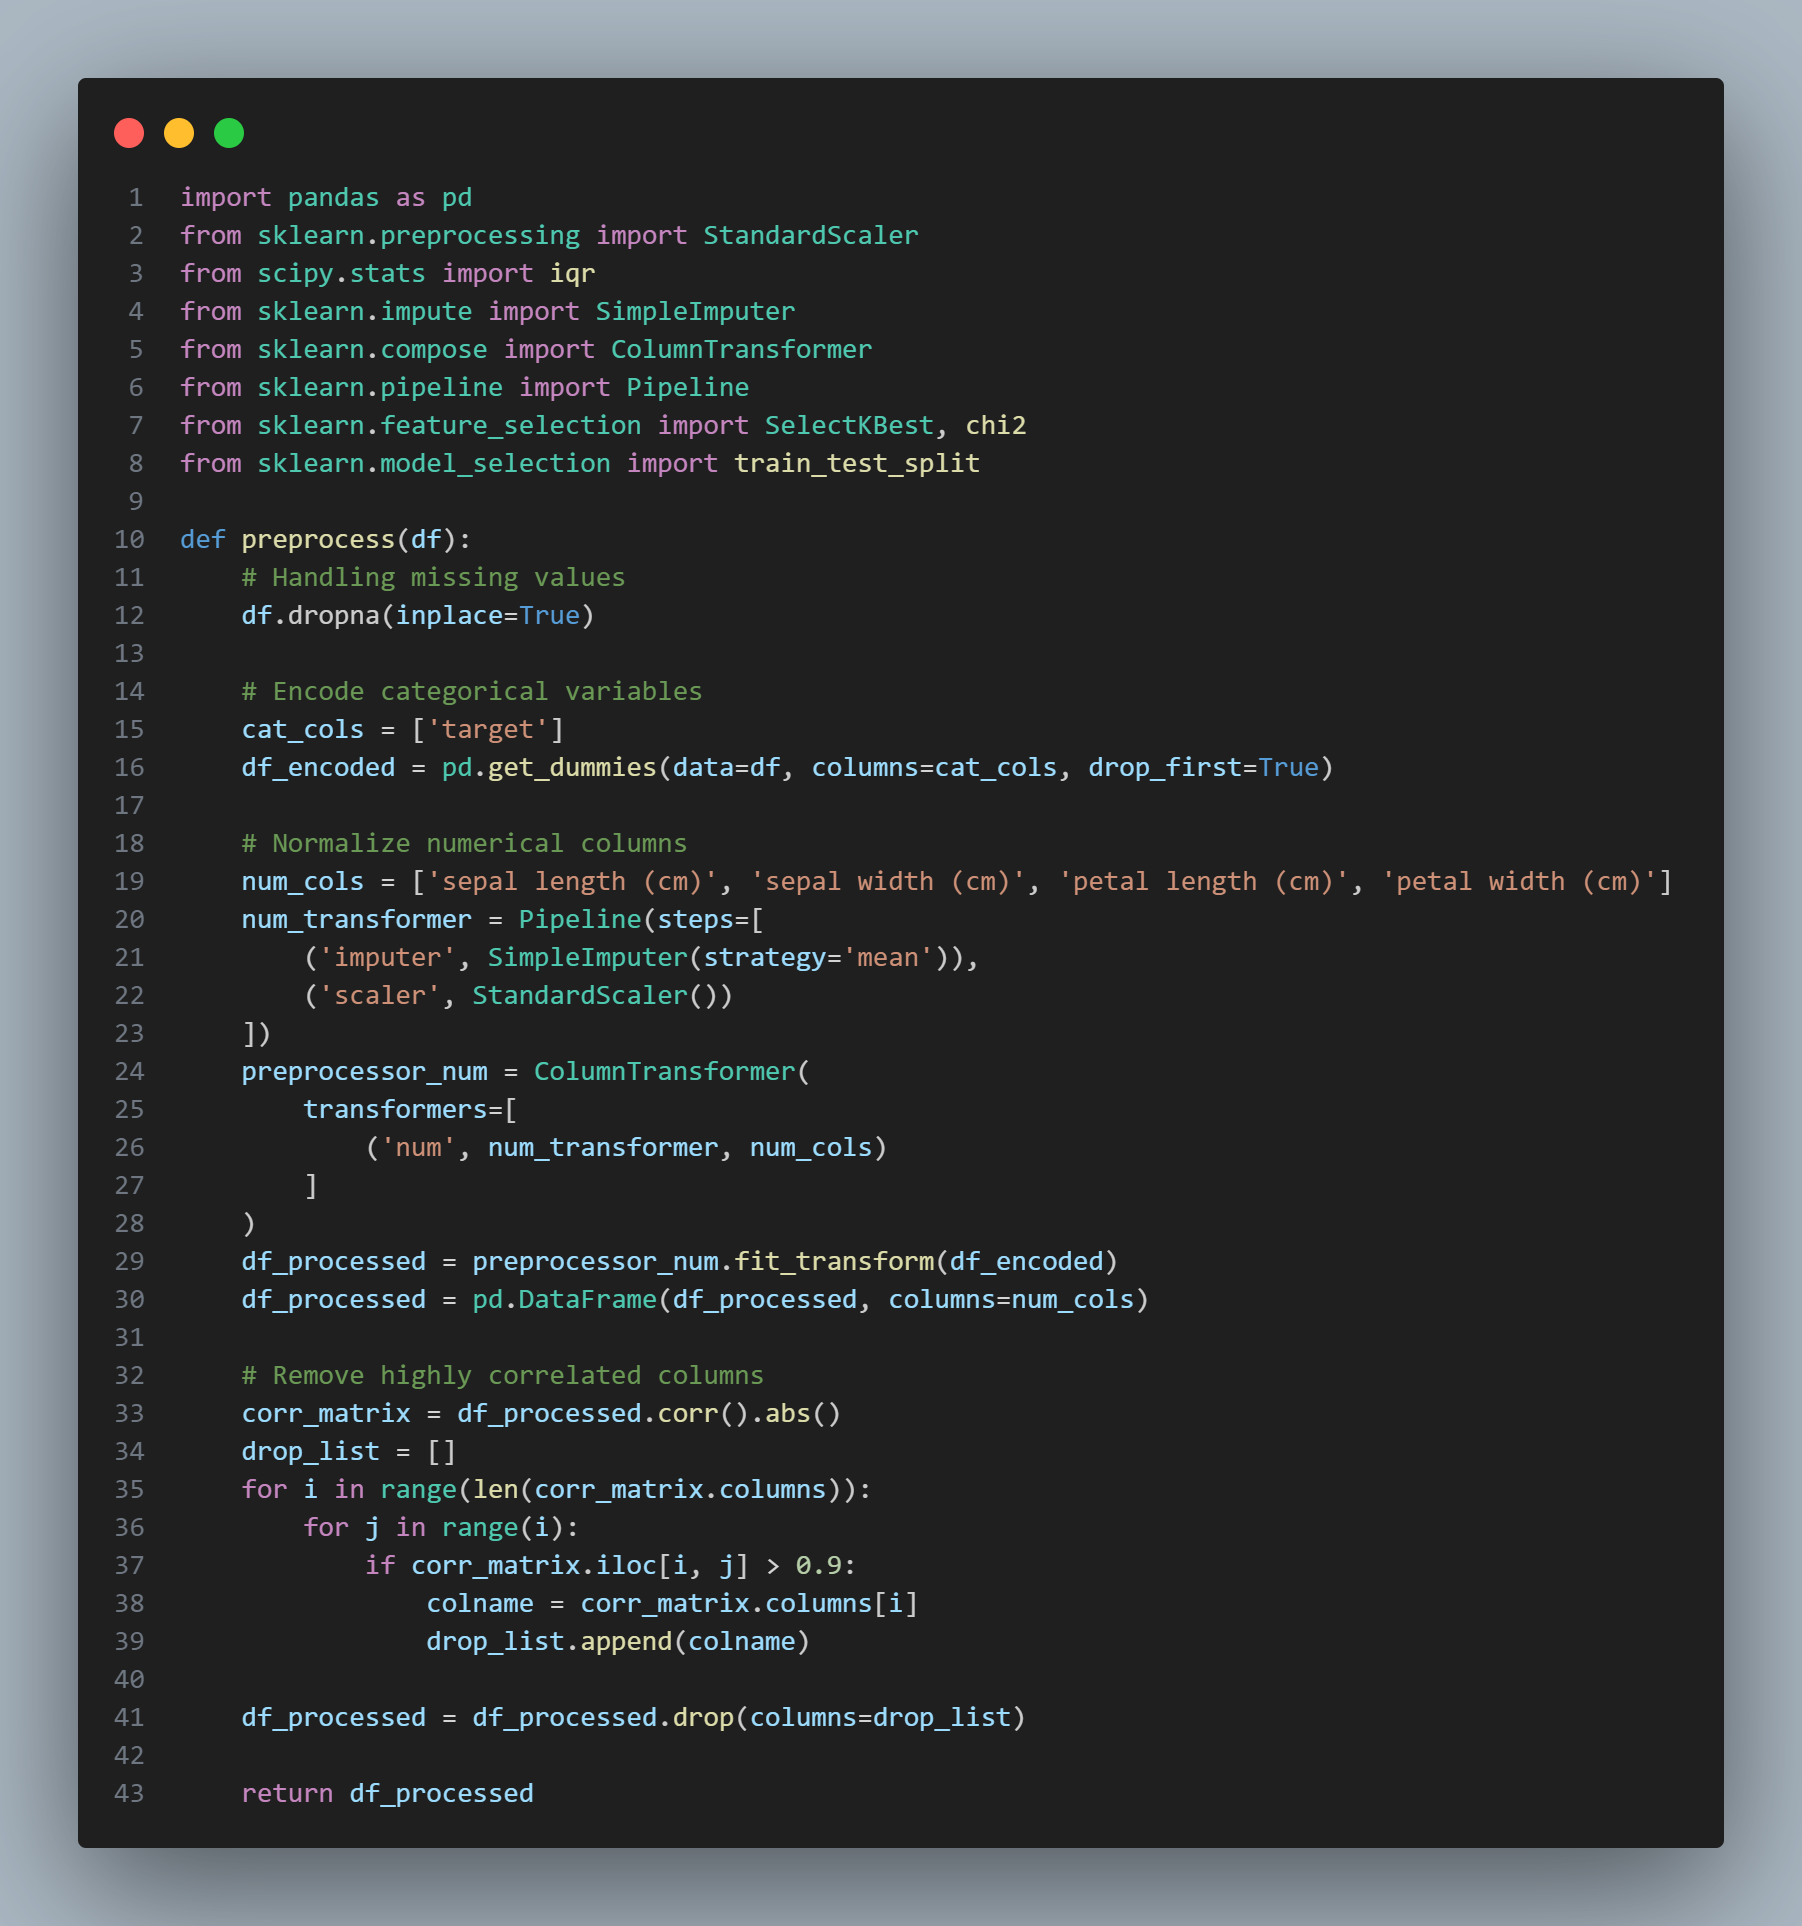 1 import pandas as pd
2 from sklearn.preprocessing import StandardScaler
3 from scipy.stats import iqr
4 from sklearn.impute import SimpleImputer
5 from sklearn.compose import ColumnTransformer
6 from sklearn.pipeline import Pipeline
7 from sklearn.feature_selection import SelectKBest, chi2
8 from sklearn.model_selection import train_test_split
9
10 def preprocess(df):
11     # Handling missing values
12     df.dropna(inplace=True)
13
14     # Encode categorical variables
15     cat_cols = ['target']
16     df_encoded = pd.get_dummies(data=df, columns=cat_cols, drop_first=True)
17
18     # Normalize numerical columns
19     num_cols = ['sepal length (cm)', 'sepal width (cm)', 'petal length (cm)', 'petal width (cm)']
20     num_transformer = Pipeline(steps=[
21         ('imputer', SimpleImputer(strategy='mean')),
22         ('scaler', StandardScaler())
23     ])
24     preprocessor_num = ColumnTransformer(
25         transformers=[
26             ('num', num_transformer, num_cols)
27         ]
28     )
29     df_processed = preprocessor_num.fit_transform(df_encoded)
30     df_processed = pd.DataFrame(df_processed, columns=num_cols)
31
32     # Remove highly correlated columns
33     corr_matrix = df_processed.corr().abs()
34     drop_list = []
35     for i in range(len(corr_matrix.columns)):
36         for j in range(i):
37             if corr_matrix.iloc[i, j] > 0.9:
38                 colname = corr_matrix.columns[i]
39                 drop_list.append(colname)
40
41     df_processed = df_processed.drop(columns=drop_list)
42
43     return df_processed